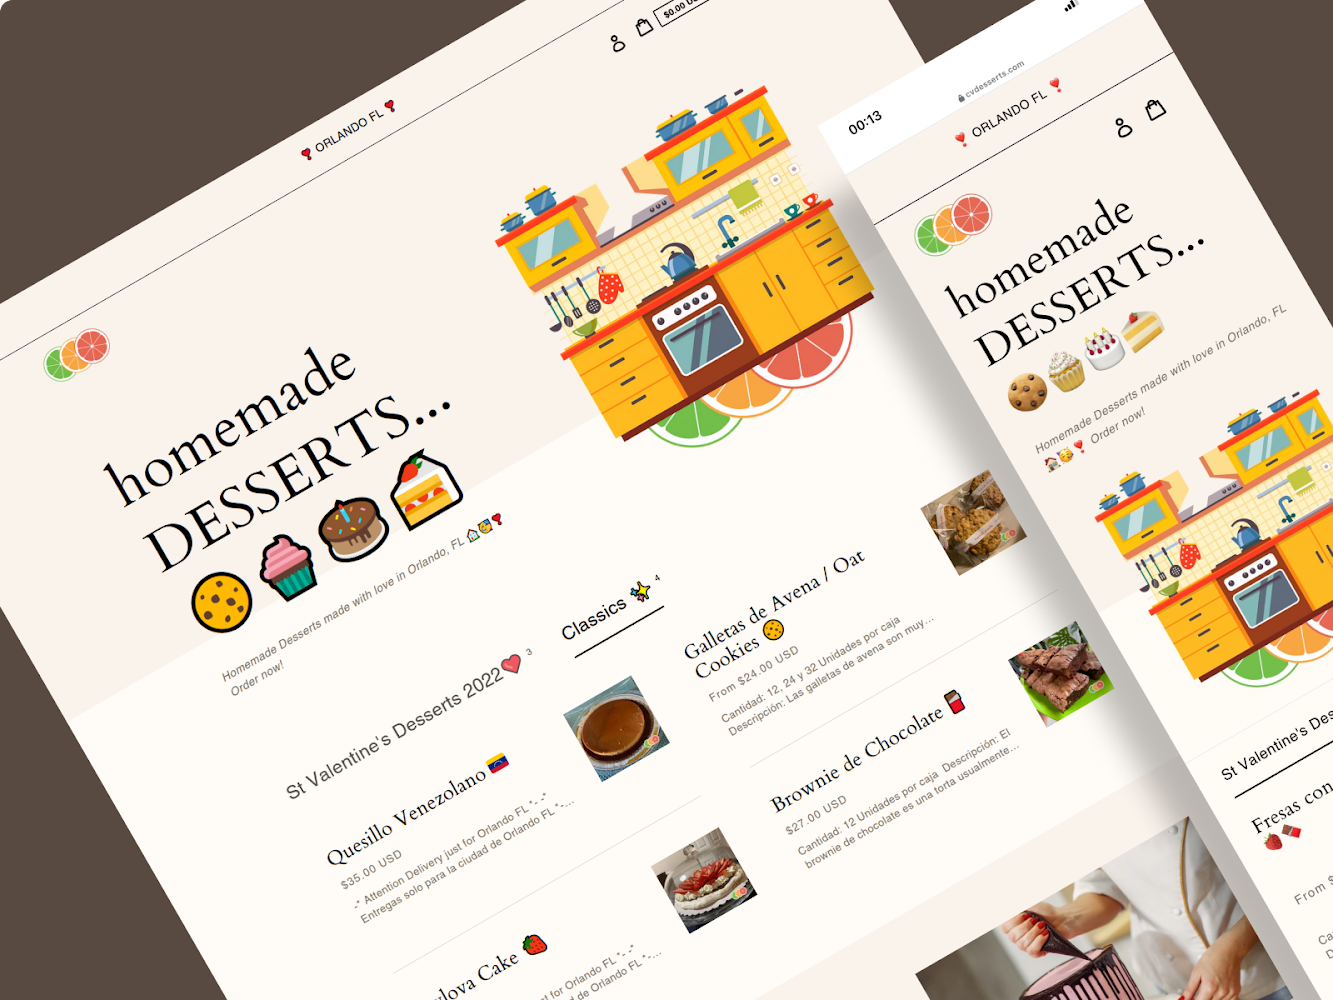 $0.00
❣ ORLANDO FL ❣
homemade
DESSERTS...
Homemade Desserts made with love in Orlando, FL
Order now!
St Valentine's Desserts 2022 3
Classics 4
Quesillo Venezolano
$35.00 USD
.* Attention Delivery just for Orlando FL *-.-*
Entregas solo para la ciudad de Orlando FL *-...
Cake
for Orlando FL *-.-*
de Orlando FL *-...
Galletas de Avena / Oat
Cookies
From $24.00 USD
Cantidad: 12, 24 y 32 Unidades por caja
Descripción: Las galletas de avena son muy...
Brownie de Chocolate
$27.00 USD
Cantidad: 12 Unidades por caja Descripción: El
brownie de chocolate es una torta usualmente...
00:13
cvdesserts.com
❣ ORLANDO FL ❣
homemade
DESSERTS...
Homemade Desserts made with love in Orlando, FL
Order now!
St Valentine's Des
Fresas con
From